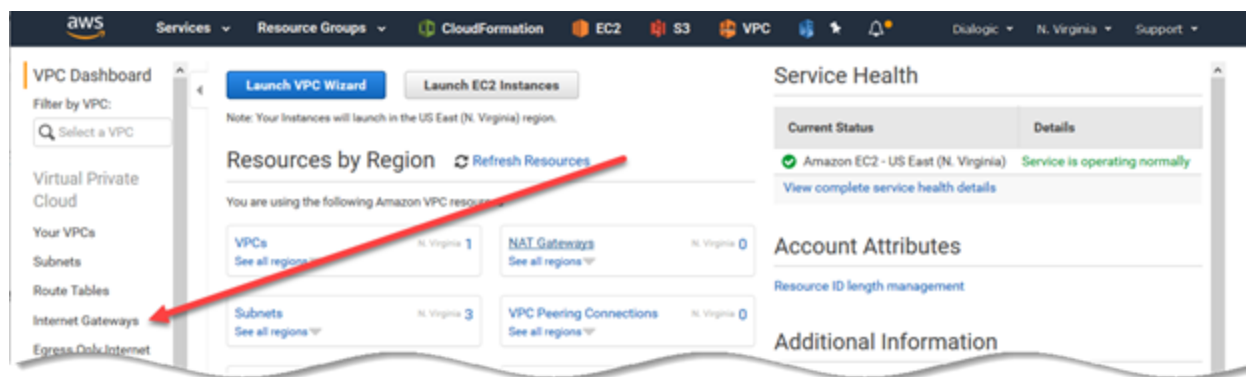 aws
Services
Resource Groups
CloudFormation
EC2
S3
VPC
Dialogic
N. Virginia
Support
VPC Dashboard
Filter by VPC:
Select a VPC
Virtual Private
Cloud
Your VPCs
Subnets
Route Tables
Internet Gateways
Egress Only Internet
Launch VPC Wizard
Launch EC2 Instances
Note: Your Instances will launch in the US East (N. Virginia) region.
Resources by Region
Refresh Resources
You are using the following Amazon VPC resources
VPCs
N. Virginia 1
See all regions
NAT Gateways
N. Virginia 0
See all regions
Subnets
N. Virginia 3
See all regions
VPC Peering Connections
N. Virginia 0
See all regions
Service Health
Current Status
Details
Amazon EC2 - US East (N. Virginia)
Service is operating normally
View complete service health details
Account Attributes
Resource ID length management
Additional Information